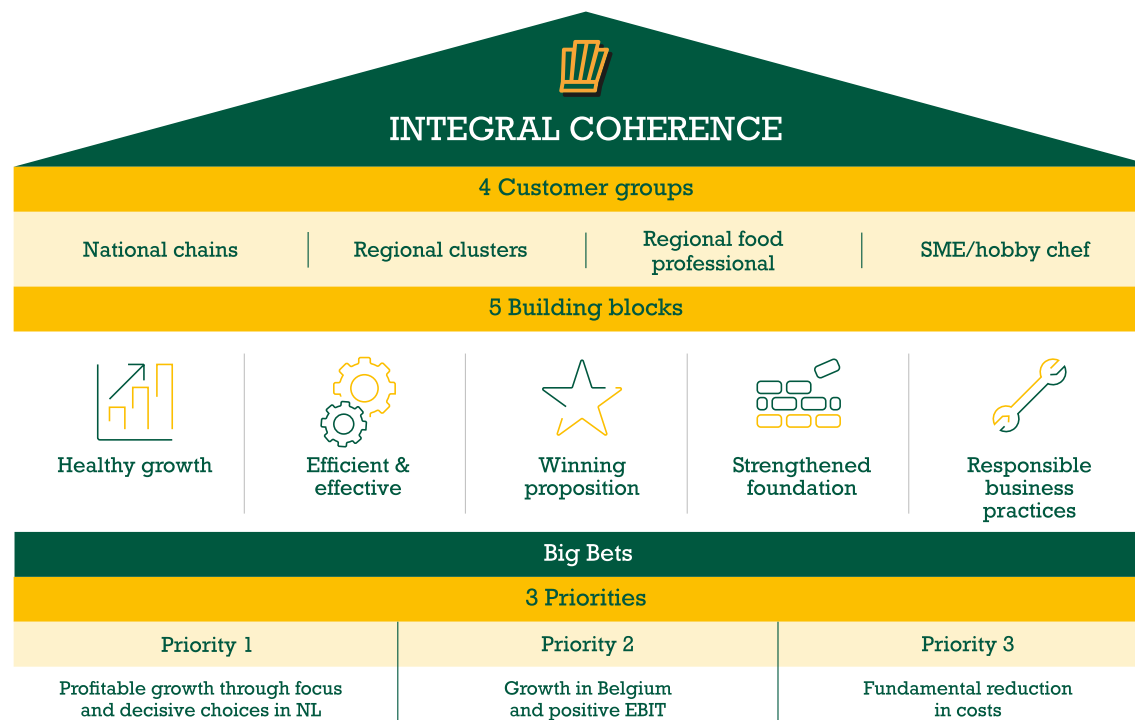 INTEGRAL COHERENCE
4 Customer groups
National chains
Regional clusters
Regional food
professional
SME/hobby chef
5 Building blocks
Healthy growth
Efficient &
effective
Winning
proposition
Strengthened
foundation
Responsible
business
practices
Big Bets
3 Priorities
Priority 1
Priority 2
Priority 3
Profitable growth through focus
and decisive choices in NL
Growth in Belgium
and positive EBIT
Fundamental reduction
in costs